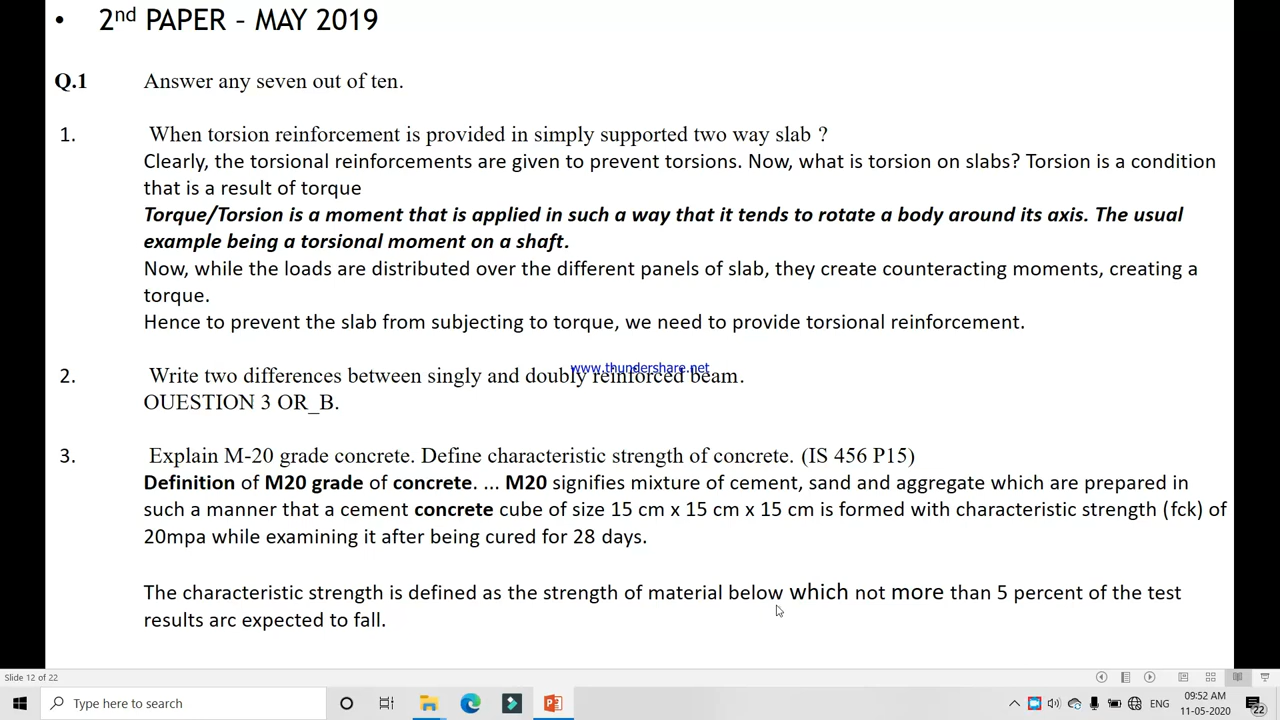 • 2nd PAPER - MAY 2019
Q.1 Answer any seven out of ten.
1. When torsion reinforcement is provided in simply supported two way slab ?
Clearly, the torsional reinforcements are given to prevent torsions. Now, what is torsion on slabs? Torsion is a condition
that is a result of torque
Torque/Torsion is a moment that is applied in such a way that it tends to rotate a body around its axis. The usual
example being a torsional moment on a shaft.
Now, while the loads are distributed over the different panels of slab, they create counteracting moments, creating a
torque.
Hence to prevent the slab from subjecting to torque, we need to provide torsional reinforcement.
www.thundershare.net
2. Write two differences between singly and doubly reinforced beam.
OUESTION 3 OR_B.
3. Explain M-20 grade concrete. Define characteristic strength of concrete. (IS 456 P15)
Definition of M20 grade of concrete. ... M20 signifies mixture of cement, sand and aggregate which are prepared in
such a manner that a cement concrete cube of size 15 cm x 15 cm x 15 cm is formed with characteristic strength (fck) of
20mpa while examining it after being cured for 28 days.
The characteristic strength is defined as the strength of material below which not more than 5 percent of the test
results arc expected to fall.
Slide 12 of 22
Type here to search
ENG
09:52 AM
11-05-2020
22